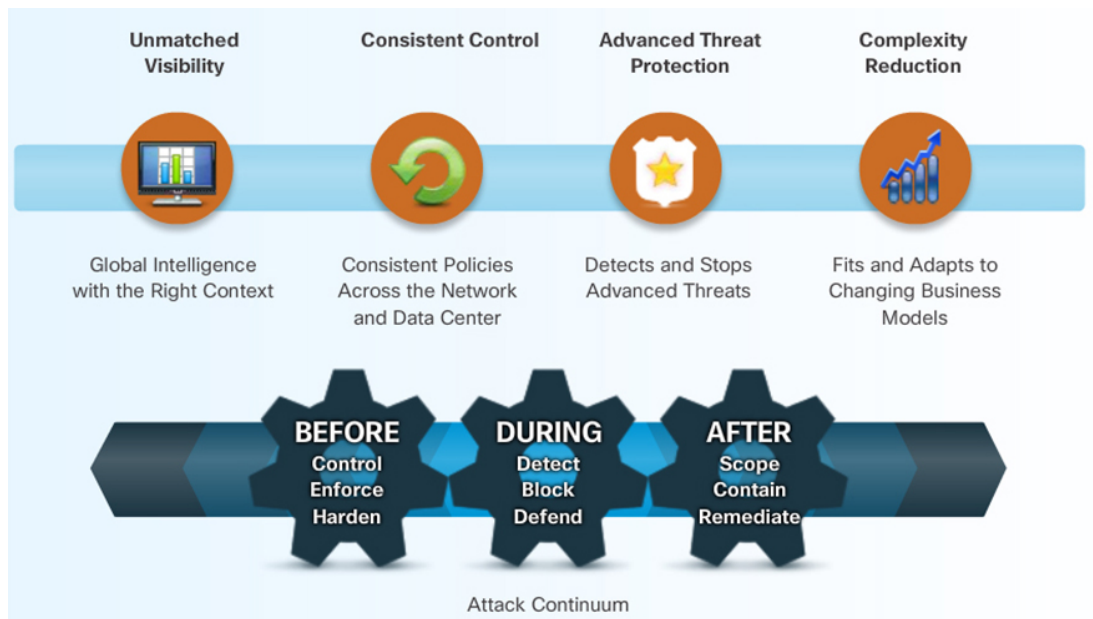 Unmatched
Visibility
Consistent Control
Advanced Threat
Protection
Complexity
Reduction
Global Intelligence
with the Right Context
Consistent Policies
Across the Network
and Data Center
Detects and Stops
Advanced Threats
Fits and Adapts to
Changing Business
Models
BEFORE
Control
Enforce
Harden
DURING
Detect
Block
Defend
AFTER
Scope
Contain
Remediate
Attack Continuum